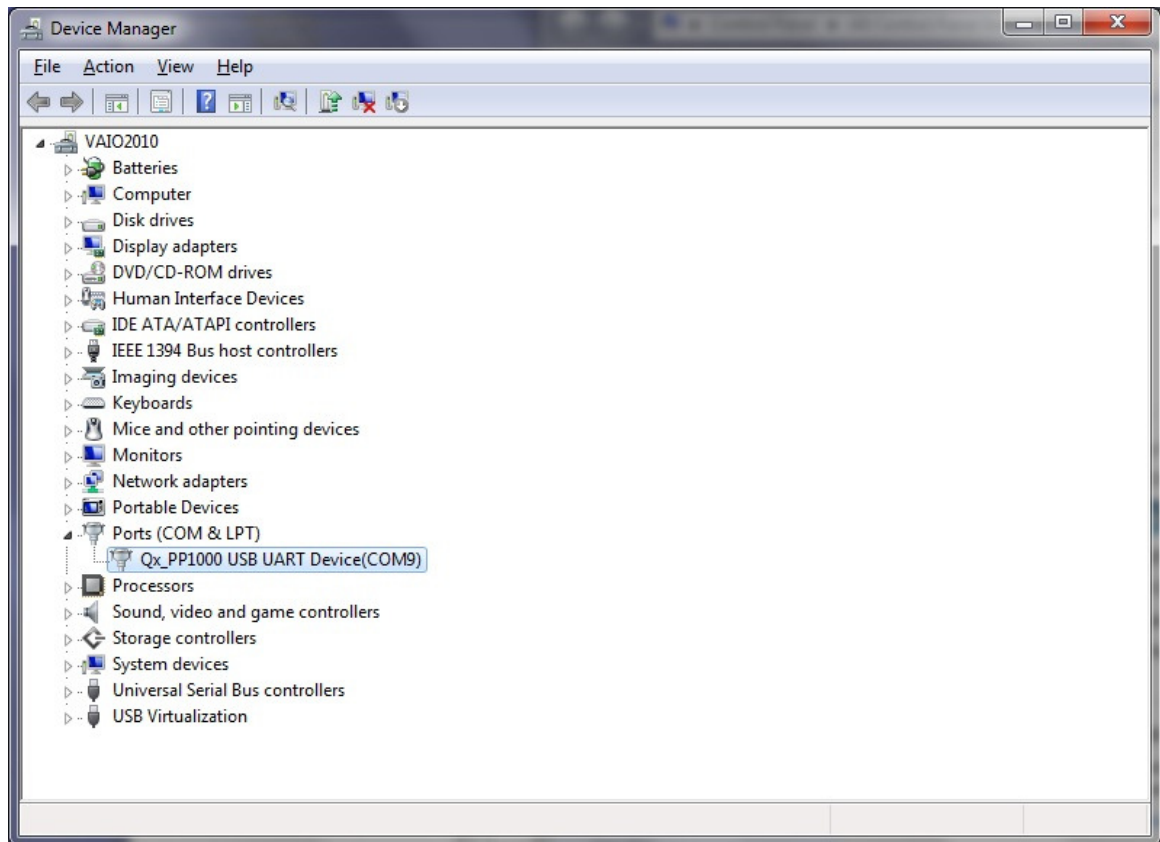 Device Manager
File Action View Help
VAIO2010
Batteries
Computer
Disk drives
Display adapters
DVD/CD-ROM drives
Human Interface Devices
IDE ATA/ATAPI controllers
IEEE 1394 Bus host controllers
Imaging devices
Keyboards
Mice and other pointing devices
Monitors
Network adapters
Portable Devices
Ports (COM & LPT)
Qx_PP1000 USB UART Device(COM9)
Processors
Sound, video and game controllers
Storage controllers
System devices
Universal Serial Bus controllers
USB Virtualization